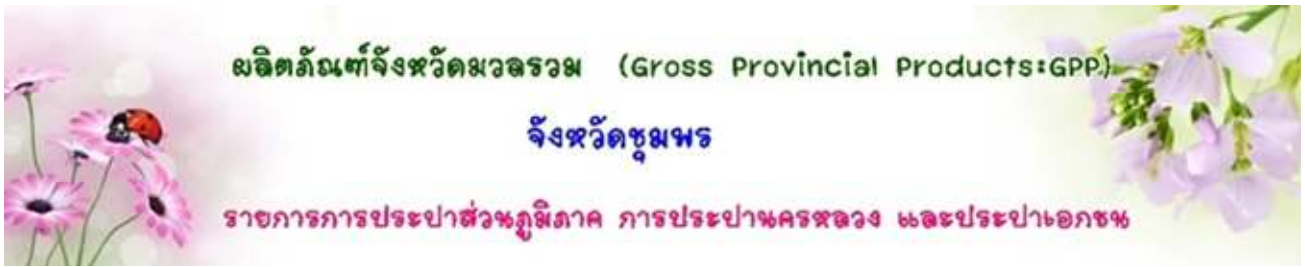 ผลิตภัณฑ์จังหวัดมวลรวม (Gross Provincial Products:GPP)
จังหวัดชุมพร
รายการการประปาส่วนภูมิภาค การประปานครหลวง และประปาเอกชน